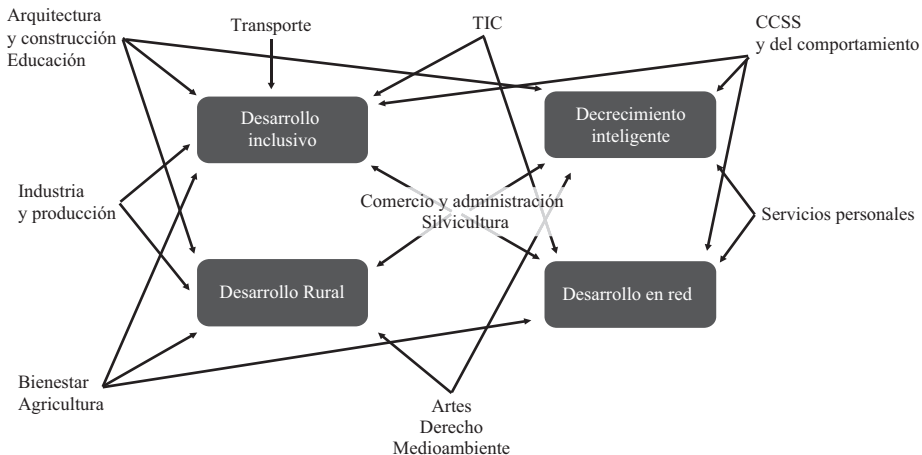 Arquitectura
y construcción
Educación
Transporte
TIC
CCSS
y del comportamiento
Desarrollo
inclusivo
Decrecimiento
inteligente
Industria
y producción
Comercio y administración
Silvicultura
Servicios personales
Desarrollo Rural
Desarrollo en red
Bienestar
Agricultura
Artes
Derecho
Medioambiente